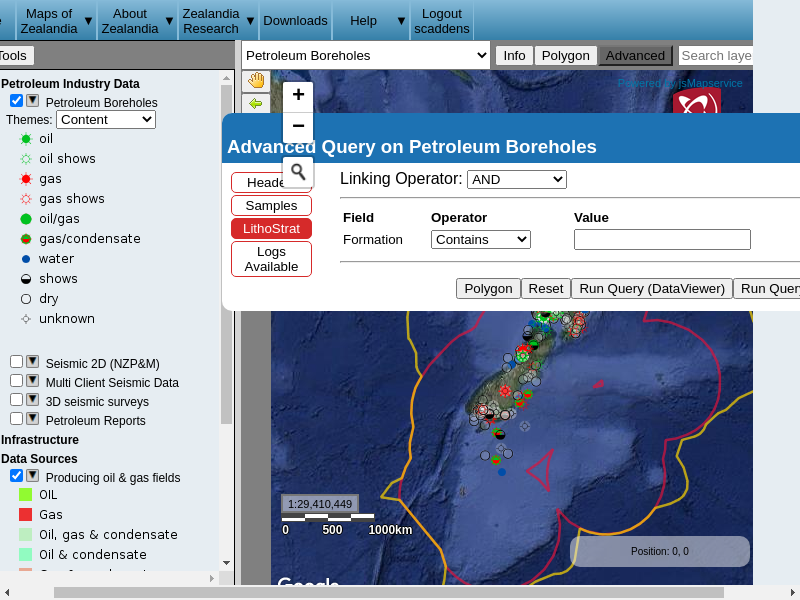 Maps of Zealandia ▼
About Zealandia ▼
Zealandia Research ▼
Downloads
Help ▼
Logout scaddens
Tools
Petroleum Boreholes
Info
Polygon
Advanced
Search laye
Petroleum Industry Data
Petroleum Boreholes
Themes: Content
oil
oil shows
gas
gas shows
oil/gas
gas/condensate
water
shows
dry
unknown
Seismic 2D (NZP&M)
Multi Client Seismic Data
3D seismic surveys
Petroleum Reports
Infrastructure
Data Sources
Producing oil & gas fields
OIL
Gas
Oil, gas & condensate
Oil & condensate
Powered by jsMapservice
+
−
Advanced Query on Petroleum Boreholes
Heade
Samples
LithoStrat
Logs Available
Linking Operator: AND
Field Operator Value
Formation Contains
Polygon
Reset
Run Query (DataViewer)
Run Query
1:29,410,449
0 500 1000km
Position: 0, 0
Google